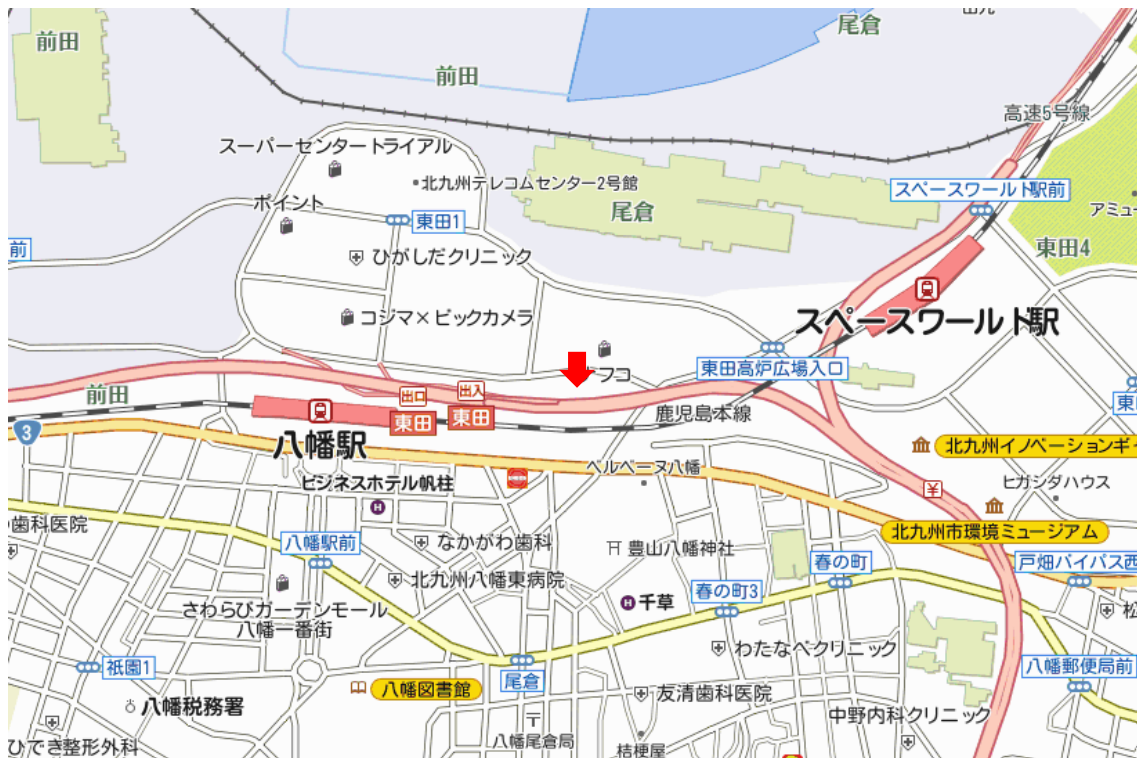 前田
尾倉
前田
高速5号線
スーパーセンタートライアル
北九州テレコムセンター2号館
スペースワールド駅前
ポイント
東田1
尾倉
アミュー
前
ひがしだクリニック
東田4
コジマ×ビックカメラ
スペースワールド駅
東田高炉広場入口
フコ
前田
出口
出入
東田
東田
鹿児島本線
3
八幡駅
北九州イノベーションギ
ベルベーヌ八幡
ビジネスホテル帆柱
ヒガシダハウス
歯科医院
八幡駅前
なかがわ歯科
豊山八幡神社
北九州市環境ミュージアム
北九州八幡東病院
春の町
戸畑バイパス西
千草
春の町3
さわらびガーデンモール
八幡一番街
松
わたなべクリニック
祇園1
尾倉
八幡図書館
八幡郵便局前
友清歯科医院
八幡税務署
中野内科クリニック
八幡尾倉局
ひでき整形外科
桔梗屋